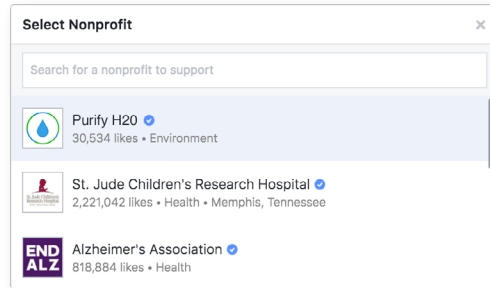 Select Nonprofit
Search for a nonprofit to support
Purify H20
30,534 likes • Environment
St. Jude Children's Research Hospital
2,221,042 likes • Health • Memphis, Tennessee
END
ALZ
Alzheimer's Association
818,884 likes • Health